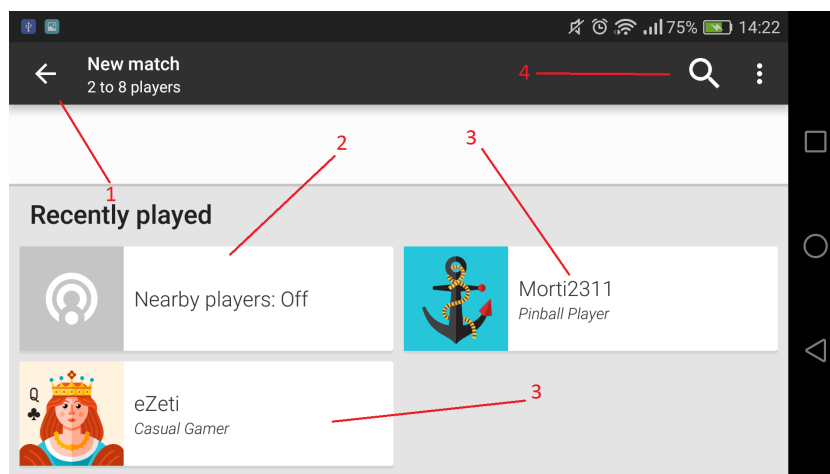 75% 14:22
New match
2 to 8 players
4
2
3
1
Recently played
Nearby players: Off
Morti2311
Pinball Player
Q
eZeti
Casual Gamer
3